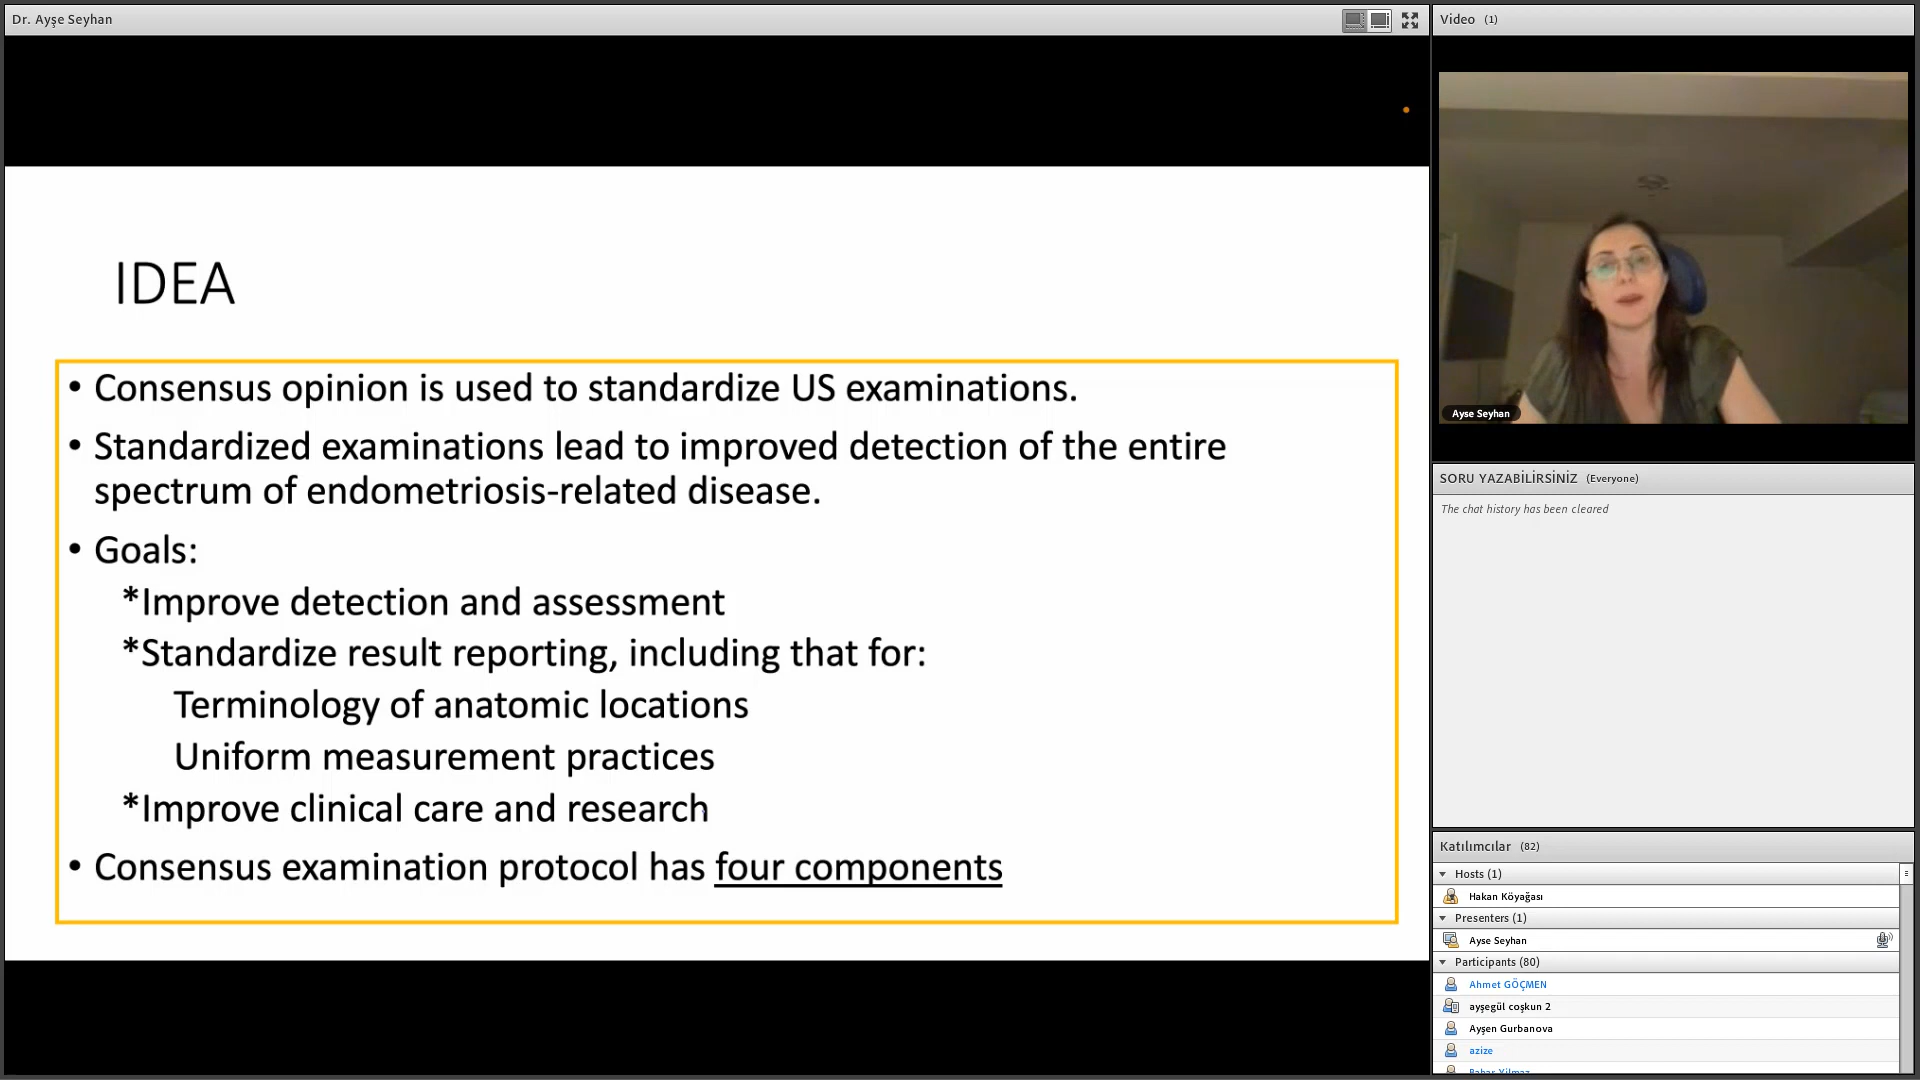 Dr. Ayşe Seyhan
IDEA
• Consensus opinion is used to standardize US examinations.
• Standardized examinations lead to improved detection of the entire
spectrum of endometriosis-related disease.
• Goals:
*Improve detection and assessment
*Standardize result reporting, including that for:
Terminology of anatomic locations
Uniform measurement practices
*Improve clinical care and research
• Consensus examination protocol has four components
Video (1)
Ayse Seyhan
SORU YAZABİLİRSİNİZ (Everyone)
The chat history has been cleared
Katılımcılar (82)
Hosts (1)
Hakan Köyağası
Presenters (1)
Ayse Seyhan
Participants (80)
Ahmet GÖÇMEN
ayşegül coşkun 2
Ayşen Gurbanova
azize
Bahar Yılmaz